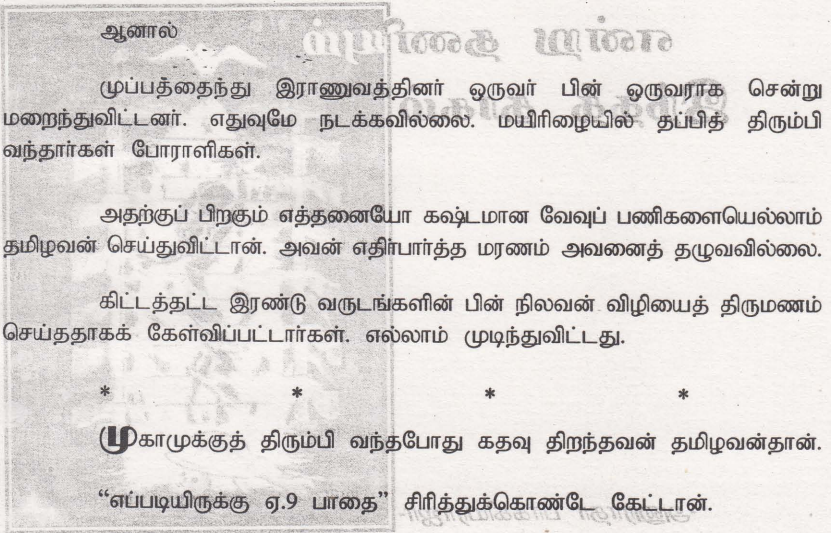 ஆனால்
முப்பத்தைந்து இராணுவத்தினர் ஒருவர் பின் ஒருவராக சென்று
மறைந்துவிட்டனர். எதுவுமே நடக்கவில்லை. மயிரிழையில் தப்பித் திரும்பி
வந்தார்கள் போராளிகள்.
அதற்குப் பிறகும் எத்தனையோ கஷ்டமான வேவுப் பணிகளையெல்லாம்
தமிழவன் செய்துவிட்டான். அவன் எதிர்பார்த்த மரணம் அவனைத் தழுவவில்லை.
கிட்டத்தட்ட இரண்டு வருடங்களின் பின் நிலவன் விழியைத் திருமணம்
செய்ததாகக் கேள்விப்பட்டார்கள். எல்லாம் முடிந்துவிட்டது.
* * * *
முகாமுக்குத் திரும்பி வந்தபோது கதவு திறந்தவன் தமிழவன்தான்.
“எப்படியிருக்கு ஏ.9 பாதை” சிரித்துக்கொண்டே கேட்டான்.